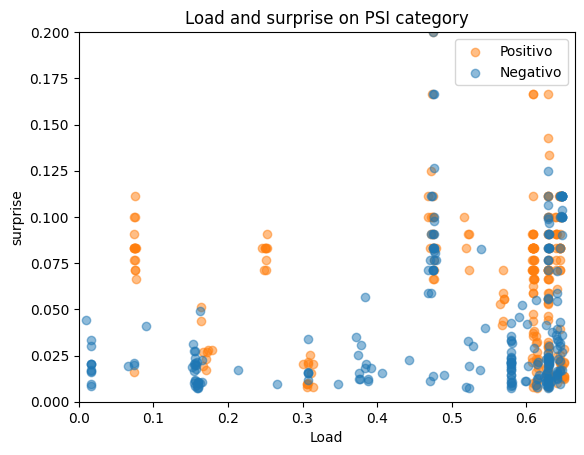 Load and surprise on PSI category
0.200
0.175
0.150
0.125
0.100
0.075
0.050
0.025
0.000
surprise
Positivo
Negativo
0.0 0.1 0.2 0.3 0.4 0.5 0.6
Load